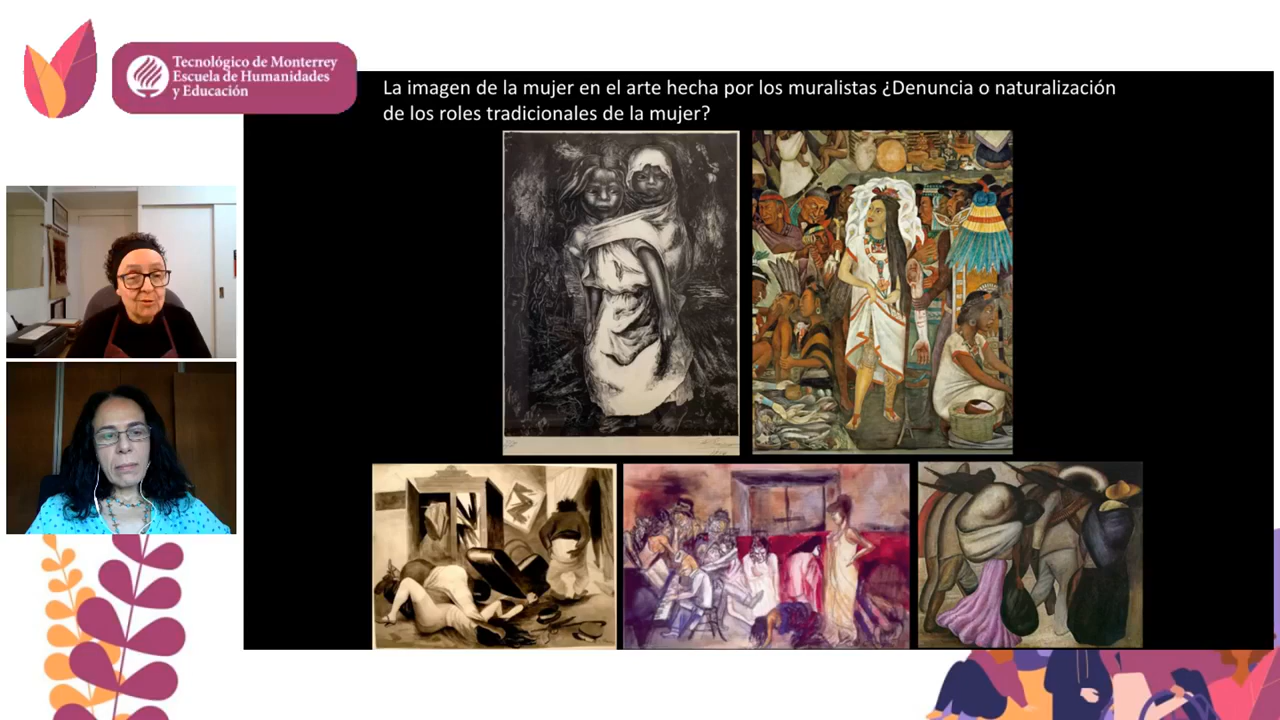 Tecnológico de Monterrey
Escuela de Humanidades
y Educación
La imagen de la mujer en el arte hecha por los muralistas ¿Denuncia o naturalización
de los roles tradicionales de la mujer?